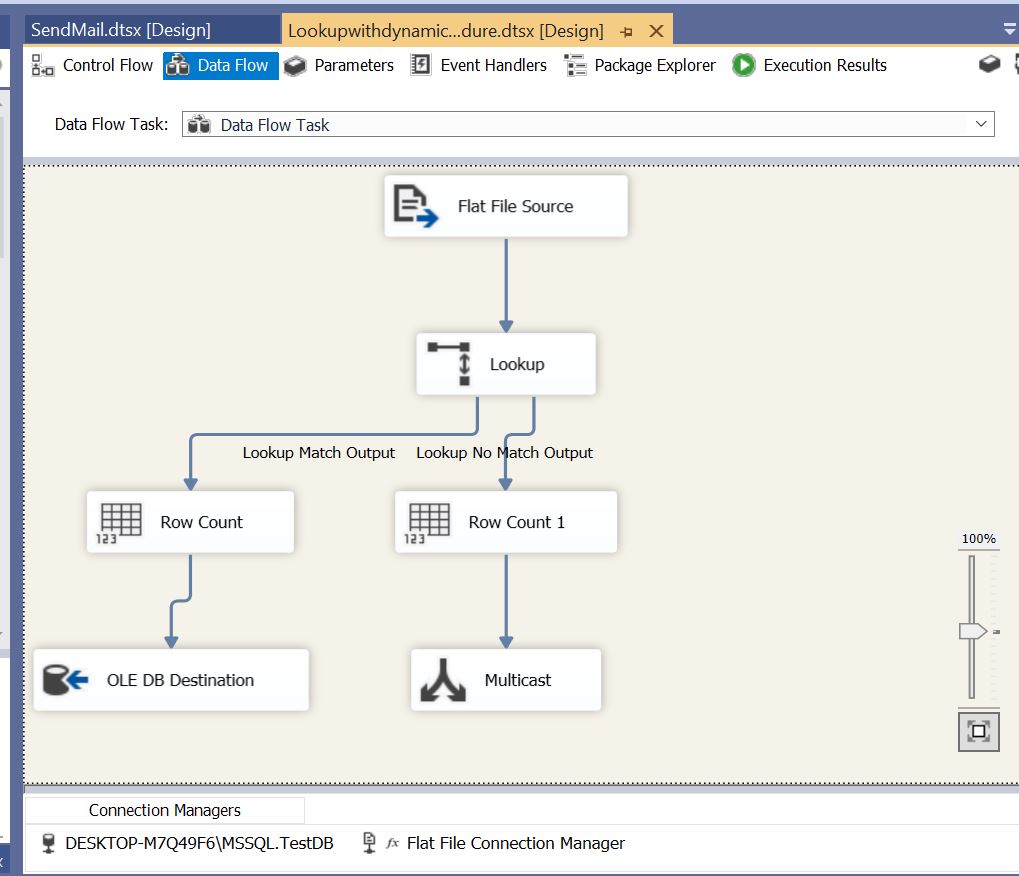 SendMail.dtsx [Design]
Lookupwithdynamic...dure.dtsx [Design]
Control Flow
Data Flow
Parameters
Event Handlers
Package Explorer
Execution Results
Data Flow Task:
Data Flow Task
Flat File Source
Lookup
Lookup Match Output
Lookup No Match Output
Row Count
Row Count 1
123
123
100%
OLE DB Destination
Multicast
Connection Managers
DESKTOP-M7Q49F6\MSSQL.TestDB
fx Flat File Connection Manager